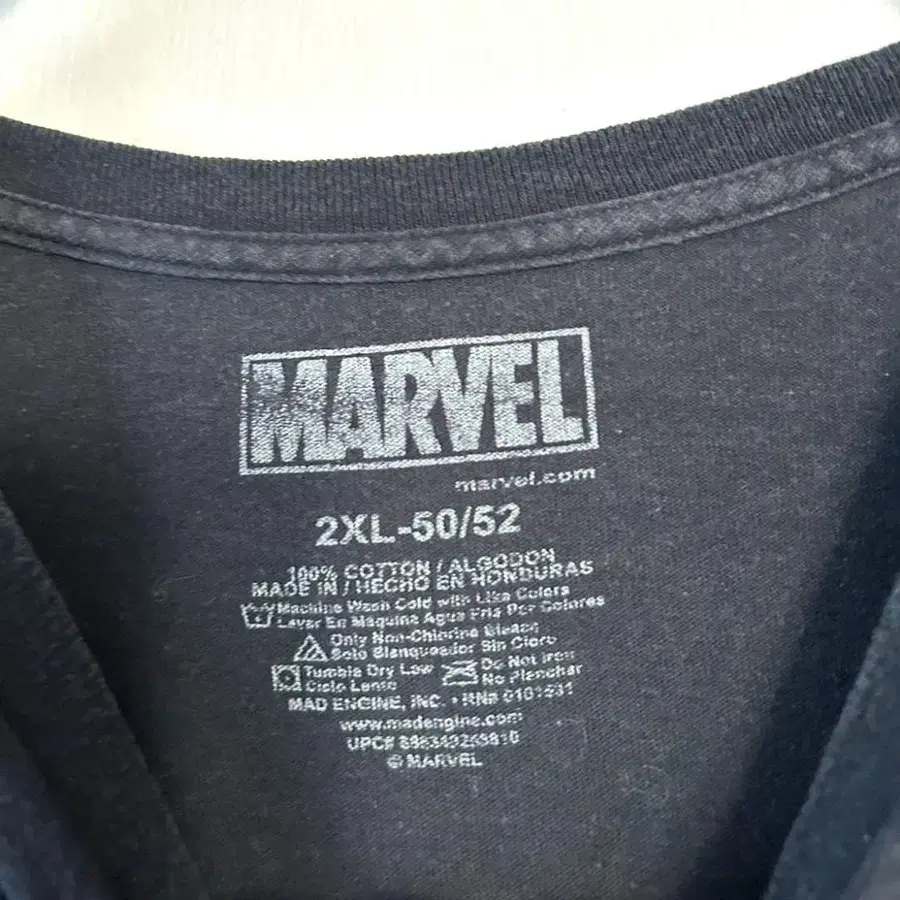 MARVEL
marvel.com
2XL-50/52
100% COTTON / ALGODON
MADE IN / HECHO EN HONDURAS
Machine Wash Cold with Like Colors
Lavar En Maquina Agua Fria Por Colores
Only Non-Chlorine Bleach
Solo Blanqueador Sin Cloro
Tumble Dry Low
Ciclo Lento
Do Not Iron
No Planchar
MAD ENGINE, INC. • RN# 0101531
www.madengine.com
UPC#
© MARVEL